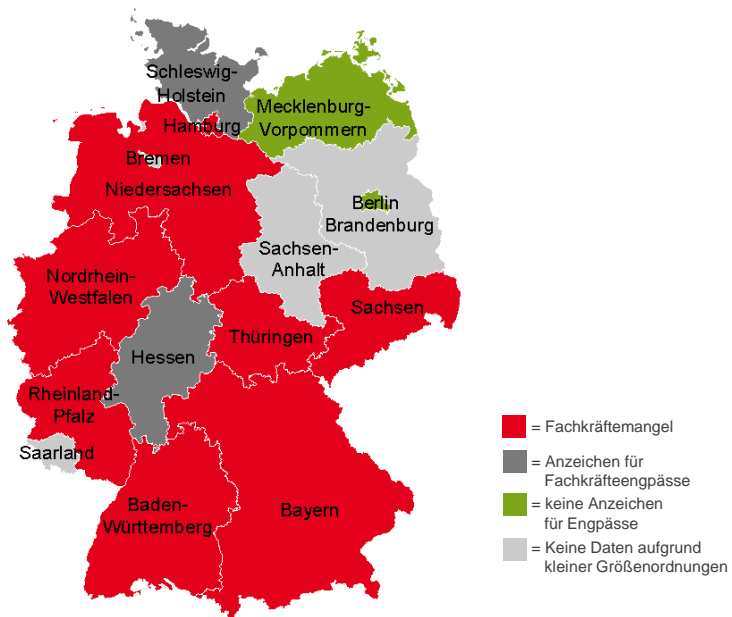 Schleswig-
Holstein
Mecklenburg-
Vorpommern
Hamburg
Bremen
Niedersachsen
Berlin
Brandenburg
Sachsen-
Anhalt
Nordrhein-
Westfalen
Sachsen
Thüringen
Hessen
Rheinland-
Pfalz
Saarland
Baden-
Württemberg
Bayern
= Fachkräftemangel
= Anzeichen für
Fachkräfteengpässe
= keine Anzeichen
für Engpässe
= Keine Daten aufgrund
kleiner Größenordnungen